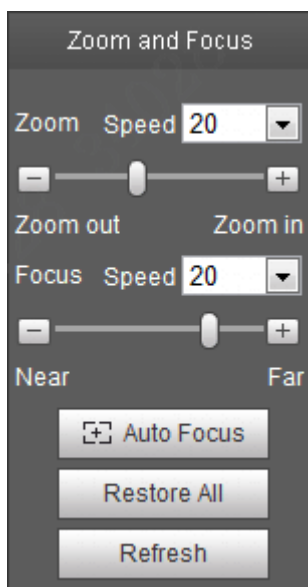 Zoom and Focus
Zoom Speed 20
Zoom out Zoom in
Focus Speed 20
Near Far
Auto Focus
Restore All
Refresh